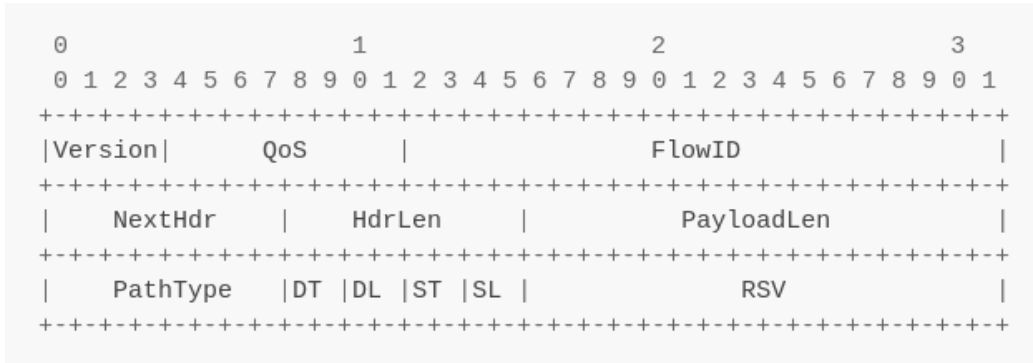 0                   1                   2                   3
 0 1 2 3 4 5 6 7 8 9 0 1 2 3 4 5 6 7 8 9 0 1 2 3 4 5 6 7 8 9 0 1
+-+-+-+-+-+-+-+-+-+-+-+-+-+-+-+-+-+-+-+-+-+-+-+-+-+-+-+-+-+-+-+-+
|Version|      QoS      |                FlowID                 |
+-+-+-+-+-+-+-+-+-+-+-+-+-+-+-+-+-+-+-+-+-+-+-+-+-+-+-+-+-+-+-+-+
|    NextHdr    |    HdrLen     |          PayloadLen           |
+-+-+-+-+-+-+-+-+-+-+-+-+-+-+-+-+-+-+-+-+-+-+-+-+-+-+-+-+-+-+-+-+
|    PathType   |DT |DL |ST |SL |              RSV              |
+-+-+-+-+-+-+-+-+-+-+-+-+-+-+-+-+-+-+-+-+-+-+-+-+-+-+-+-+-+-+-+-+